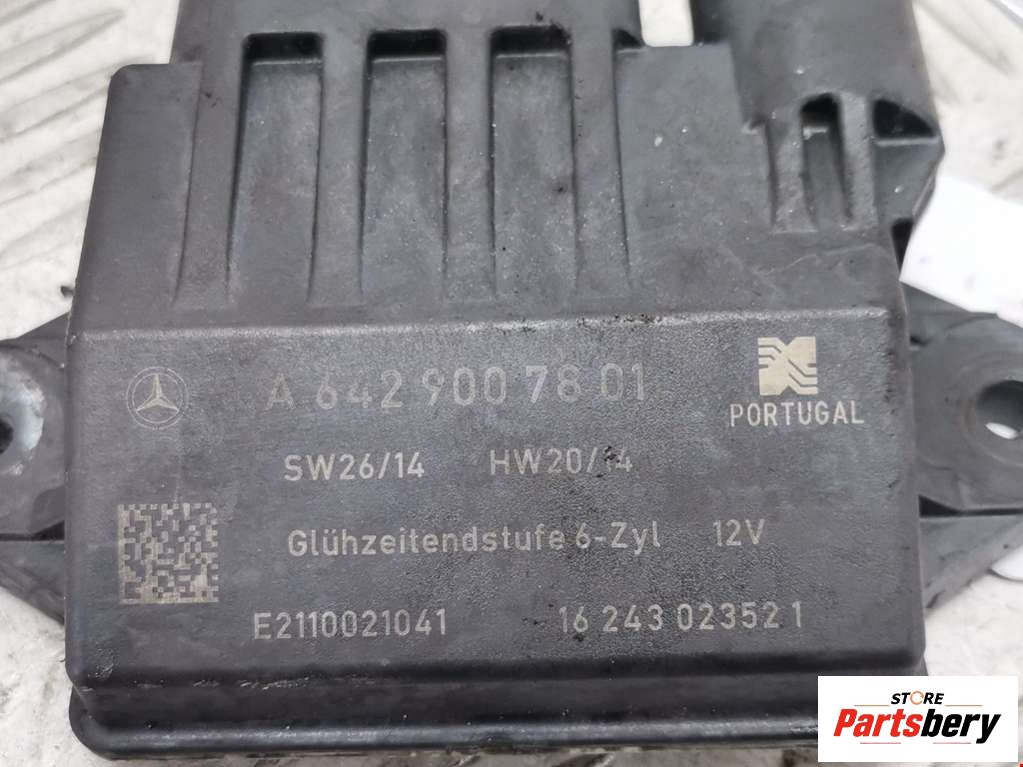 A 642 900 78 01
PORTUGAL
SW26/14 HW20/14
Glühzeitendstufe 6-Zyl 12V
E2110021041 16 243 023521
STORE
Partsbery